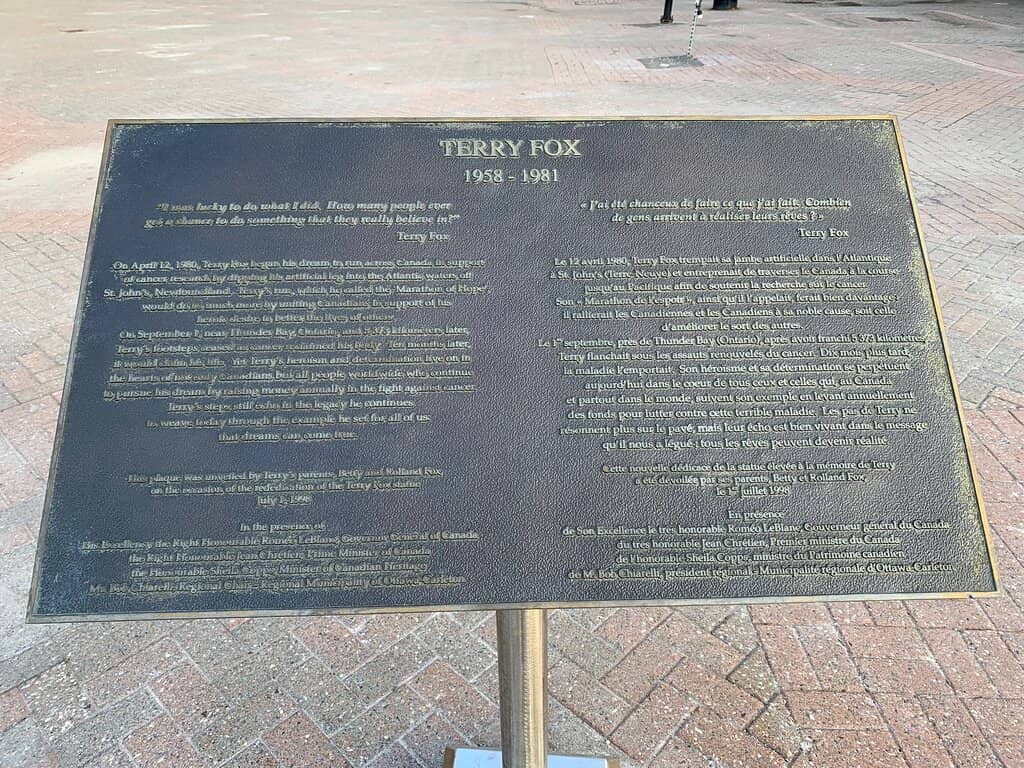 TERRY FOX
1958 - 1981
"I was lucky to do what I did. How many people ever
get a chance to do something that they really believe in?"
Terry Fox
On April 12, 1980, Terry Fox began his dream to run across Canada in support
of cancer research by dipping his artificial leg into the Atlantic waters off
St. John's, Newfoundland. Terry's run, which he called the "Marathon of Hope",
would do so much more by uniting Canadians in support of his
heroic desire to better the lives of others.
On September 1, near Thunder Bay, Ontario, and 5,373 kilometers later,
Terry's footsteps ceased as cancer reclaimed his body. Ten months later,
it would claim his life. Yet Terry's heroism and determination live on in
the hearts of not only Canadians, but all people world wide who continue
to pursue his dream by raising money annually in the fight against cancer.
Terry's steps still echo in the legacy he continues
to weave today through the example he set for all of us:
that dreams can come true.
This plaque was unveiled by Terry's parents, Betty and Rolland Fox,
on the occasion of the rededication of the Terry Fox statue
July 1, 1998
In the presence of
His Excellency the Right Honourable Roméo LeBlanc, Governor General of Canada
the Right Honourable Jean Chrétien, Prime Minister of Canada
the Honourable Sheila Copps, Minister of Canadian Heritage
Mr. Bob Chiarelli, Regional Chair - Regional Municipality of Ottawa-Carleton
« J'ai été chanceux de faire ce que j'ai fait. Combien
de gens arrivent à réaliser leurs rêves ? »
Terry Fox
Le 12 avril 1980, Terry Fox trempait sa jambe artificielle dans l'Atlantique
à St. John's (Terre-Neuve) et entreprenait de traverser le Canada à la course
jusqu'au Pacifique afin de soutenir la recherche sur le cancer.
Son « Marathon de l'espoir », ainsi qu'il l'appelait, ferait bien davantage;
il rallierait les Canadiennes et les Canadiens à sa noble cause, soit celle
d'améliorer le sort des autres.
Le 1er septembre, près de Thunder Bay (Ontario), après avoir franchi 5 373 kilomètres,
Terry flanchait sous les assauts renouvelés du cancer. Dix mois plus tard,
la maladie l'emportait. Son héroïsme et sa détermination se perpétuent
aujourd'hui dans le coeur de tous ceux et celles qui, au Canada
et partout dans le monde, suivent son exemple en levant annuellement
des fonds pour lutter contre cette terrible maladie. Les pas de Terry ne
résonnent plus sur le pavé, mais leur écho est bien vivant dans le message
qu'il nous a légué : tous les rêves peuvent devenir réalité.
Cette nouvelle dédicace de la statue élevée à la mémoire de Terry
a été dévoilée par ses parents, Betty et Rolland Fox,
le 1er juillet 1998
En présence
de Son Excellence le très honorable Roméo LeBlanc, Gouverneur général du Canada
du très honorable Jean Chrétien, Premier ministre du Canada
de l'honorable Sheila Copps, ministre du Patrimoine canadien
de M. Bob Chiarelli, président régional - Municipalité régionale d'Ottawa-Carleton